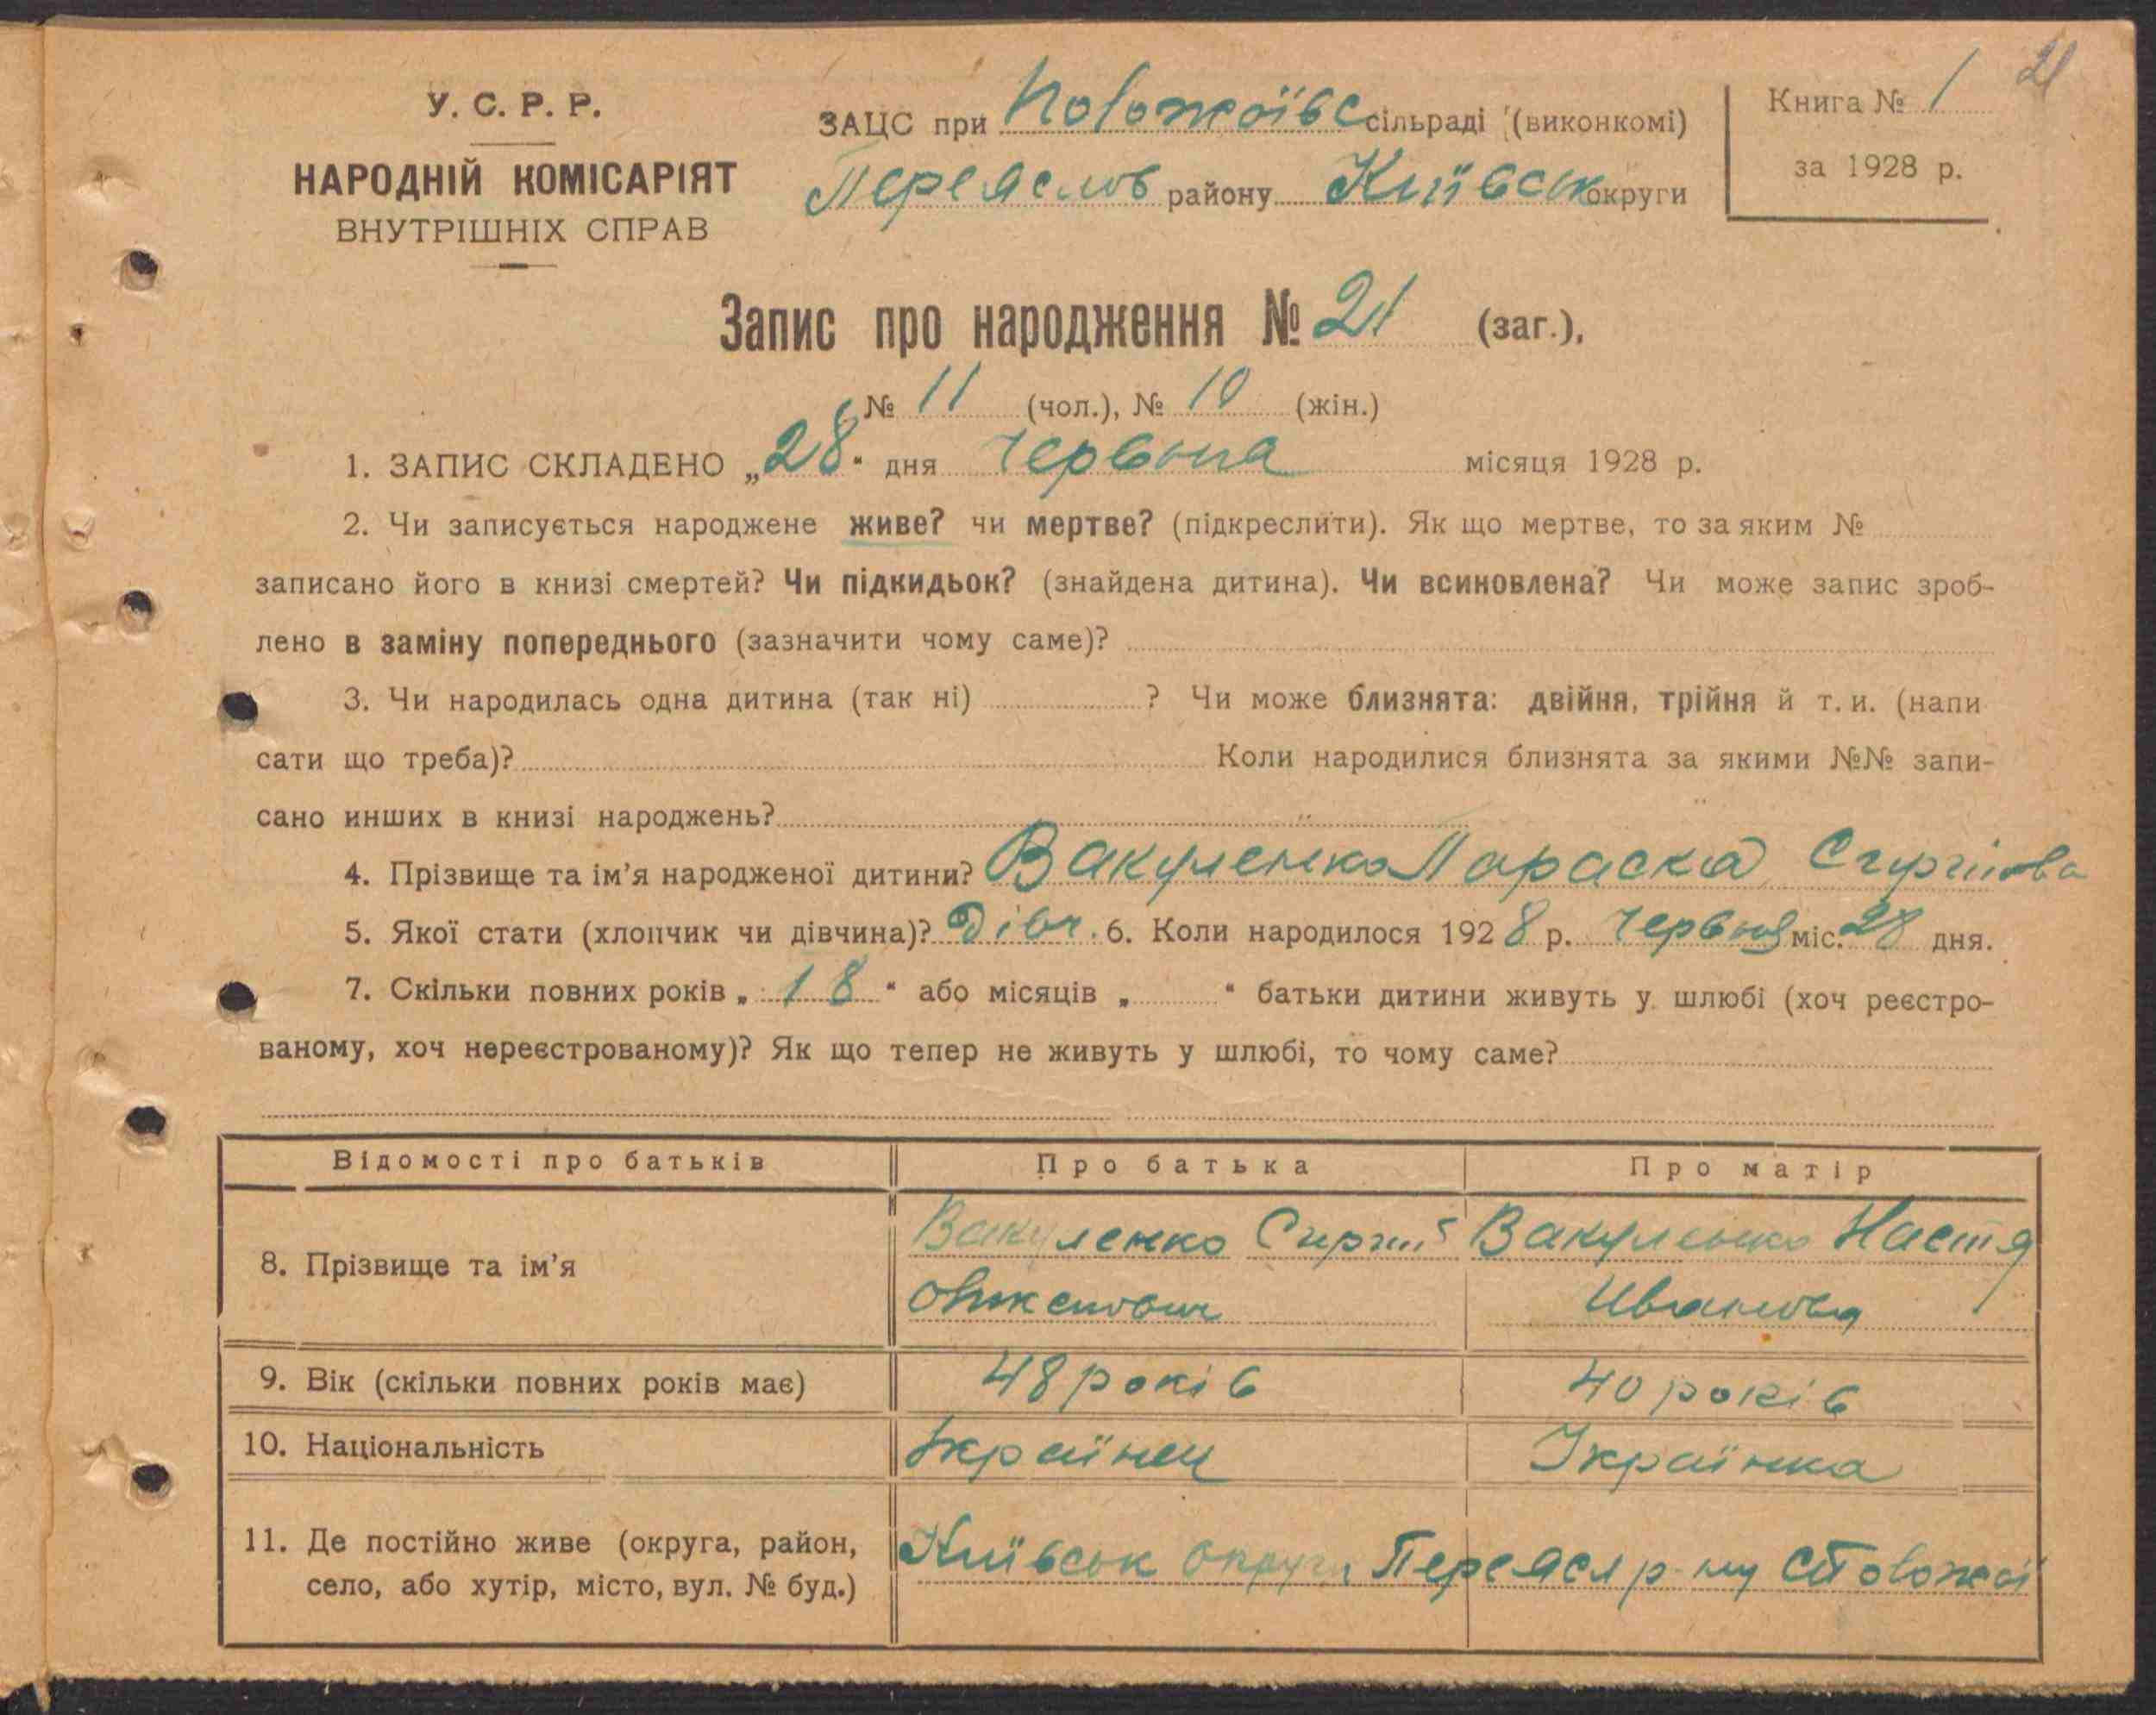 У. С. Р. Р.
НАРОДНІЙ КОМІСАРІЯТ
ВНУТРІШНІХ СПРАВ
ЗАЦС при Положаївс сільраді (виконкомі)
Переяслов району Київськ округи
Книга № 1
за 1928 р.
21
Запис про народження № 21 (заг.),
№ 11 (чол.), № 10 (жін.)
1. ЗАПИС СКЛАДЕНО „28“ дня червня місяця 1928 р.
2. Чи записується народжене живе? чи мертве? (підкреслити). Як що мертве, то за яким №
записано його в книзі смертей? Чи підкидьок? (знайдена дитина). Чи всиновлена? Чи може запис зроб-
лено в заміну попереднього (зазначити чому саме)?
3. Чи народилась одна дитина (так ні) ? Чи може близнята: двійня, трійня й т. и. (напи
сати що треба)? Коли народилися близнята за якими №№ запи-
сано инших в книзі народжень?
4. Прізвище та ім’я народженої дитини? Вакуленко Параска
5. Якої стати (хлопчик чи дівчина)? Дівч. 6. Коли народилося 1928 р. червня міс. 28 дня.
7. Скільки повних років „18“ або місяців „ “ батьки дитини живуть у шлюбі (хоч реєстро-
ваному, хоч нереєстрованому)? Як що тепер не живуть у шлюбі, то чому саме?
Відомості про батьків Про батька Про матір
8. Прізвище та ім’я Вакуленко Вакуленко Настя
Иванова
9. Вік (скільки повних років має) 48 років 40 років
10. Національність Українец Українка
11. Де постійно живе (округа, район, Київськ округи Переясл р-ну
село, або хутір, місто, вул. № буд.)